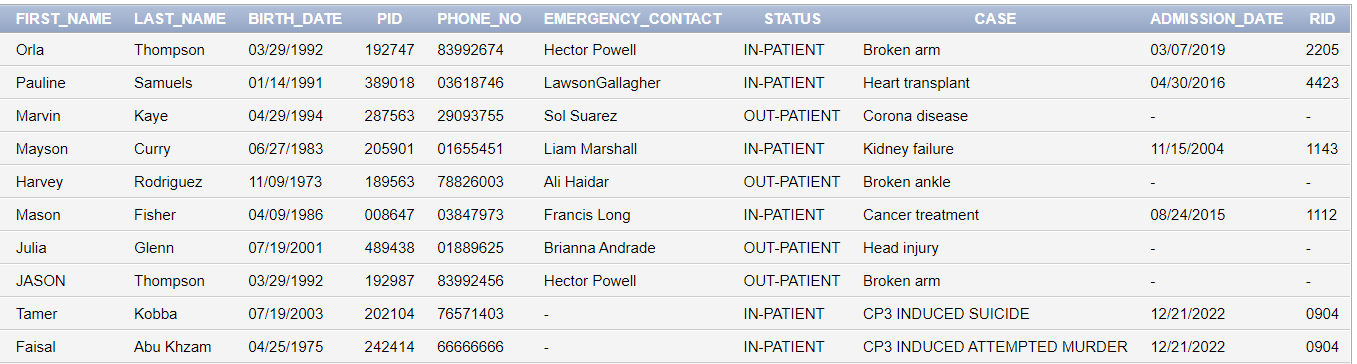 FIRST_NAME LAST_NAME BIRTH_DATE PID PHONE_NO EMERGENCY_CONTACT STATUS CASE ADMISSION_DATE RID
Orla Thompson 03/29/1992 192747 83992674 Hector Powell IN-PATIENT Broken arm 03/07/2019 2205
Pauline Samuels 01/14/1991 389018 03618746 LawsonGallagher IN-PATIENT Heart transplant 04/30/2016 4423
Marvin Kaye 04/29/1994 287563 29093755 Sol Suarez OUT-PATIENT Corona disease - -
Mayson Curry 06/27/1983 205901 01655451 Liam Marshall IN-PATIENT Kidney failure 11/15/2004 1143
Harvey Rodriguez 11/09/1973 189563 78826003 Ali Haidar OUT-PATIENT Broken ankle - -
Mason Fisher 04/09/1986 008647 03847973 Francis Long IN-PATIENT Cancer treatment 08/24/2015 1112
Julia Glenn 07/19/2001 489438 01889625 Brianna Andrade OUT-PATIENT Head injury - -
JASON Thompson 03/29/1992 192987 83992456 Hector Powell OUT-PATIENT Broken arm - -
Tamer Kobba 07/19/2003 202104 76571403 - IN-PATIENT CP3 INDUCED SUICIDE 12/21/2022 0904
Faisal Abu Khzam 04/25/1975 242414 66666666 - IN-PATIENT CP3 INDUCED ATTEMPTED MURDER 12/21/2022 0904